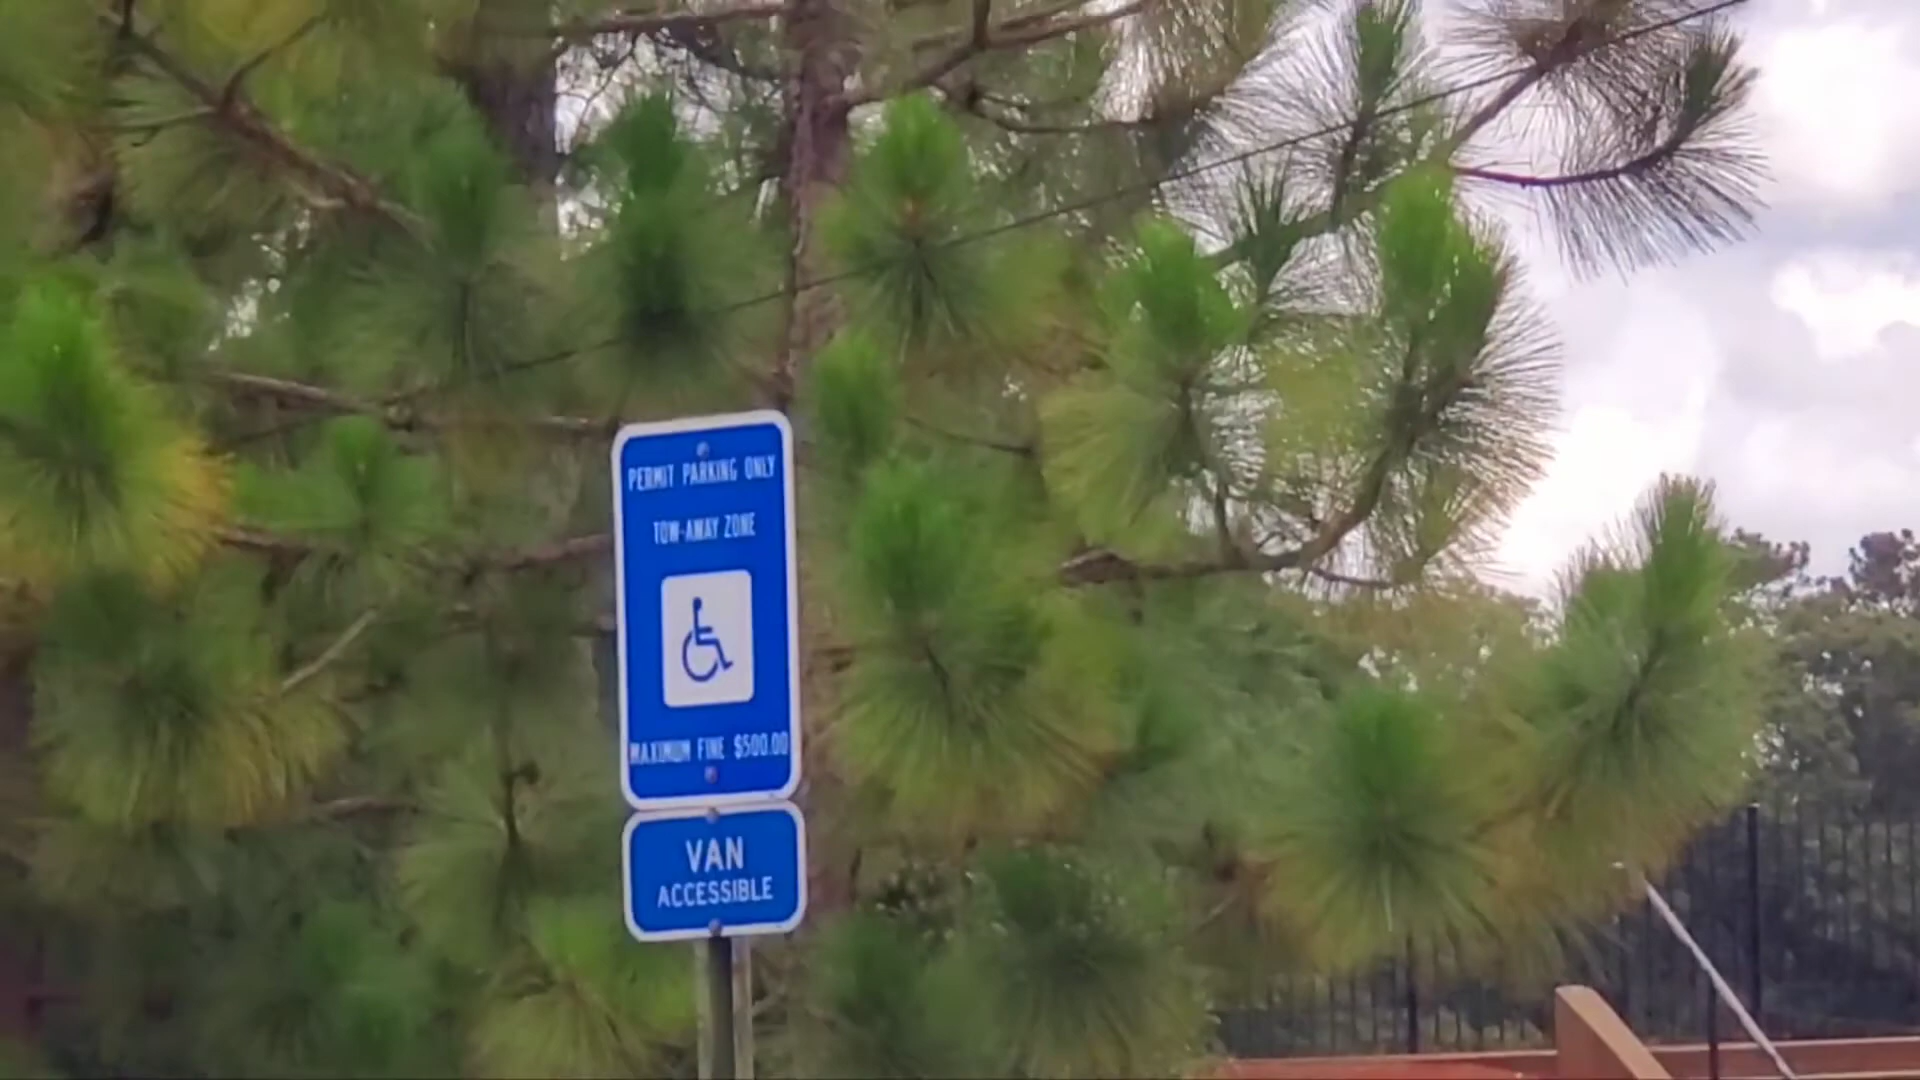 PERMIT PARKING ONLY
TOW-AWAY ZONE
MAXIMUM FINE $500.00
VAN
ACCESSIBLE